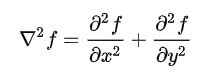 ∇²f = ∂²f/∂x² + ∂²f/∂y²